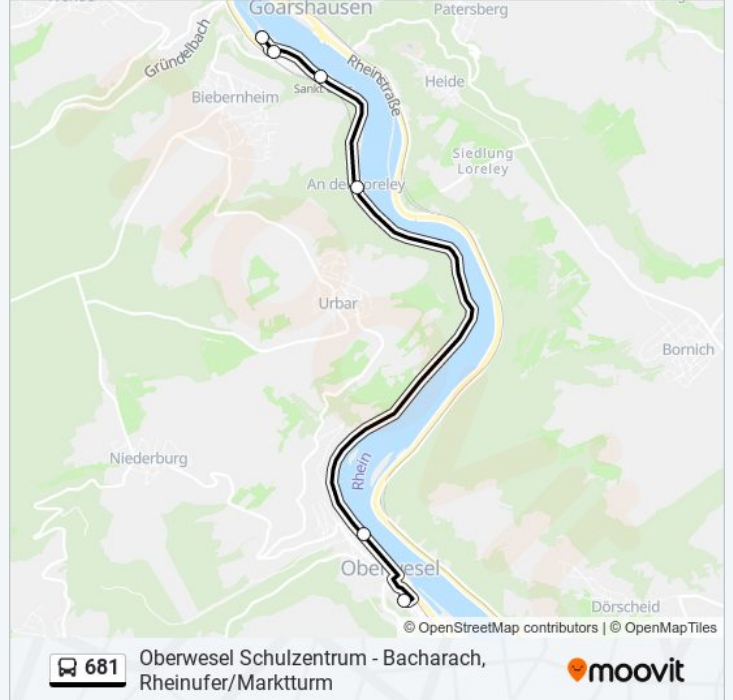 Goarshausen
Patersberg
Gründelbach
Rheinstraße
Heide
Sankt
Biebernheim
Siedlung
Loreley
An der Loreley
Urbar
Bornich
Niederburg
Rhein
Oberwesel
Dörscheid
© OpenStreetMap contributors | © OpenMapTiles
681
Oberwesel Schulzentrum - Bacharach,
Rheinufer/Marktturm
moovit